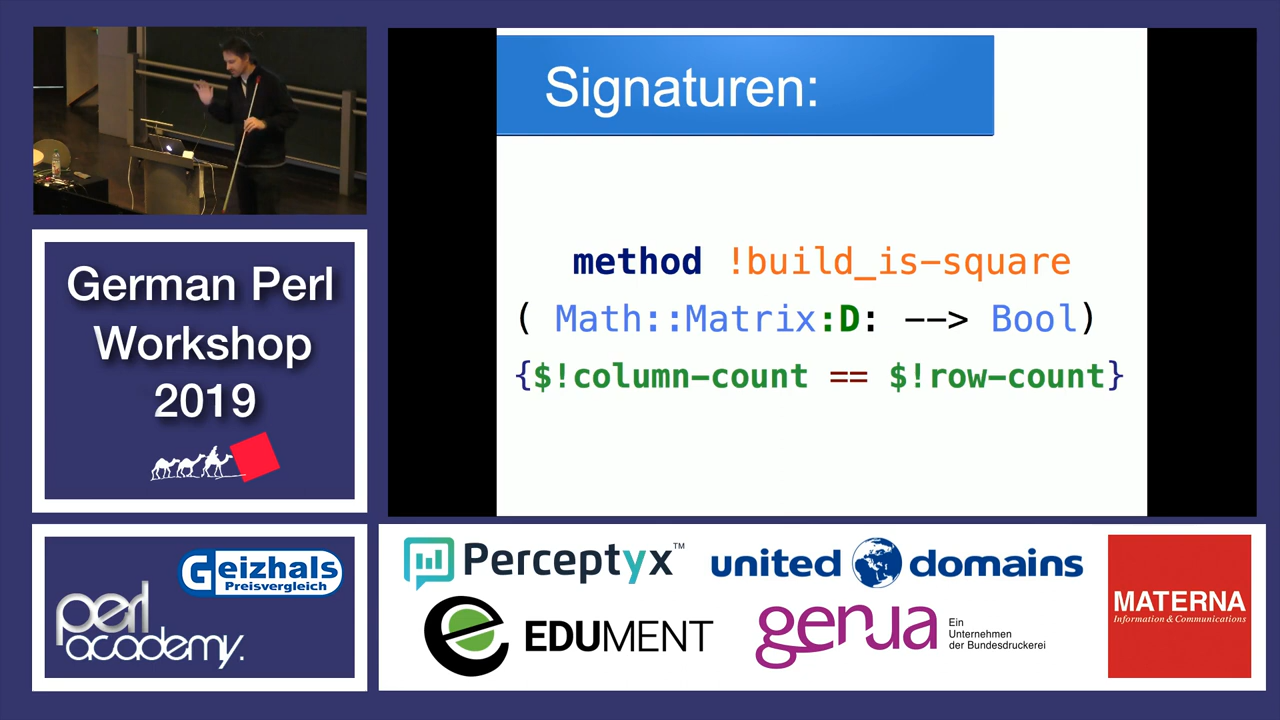 Signaturen:
method !build_is-square
( Math::Matrix:D: --> Bool)
{$!column-count == $!row-count}
German Perl
Workshop
2019
Geizhals
Preisvergleich
perl
academy.
Perceptyx™
united domains
EDUMENT
genua
Ein
Unternehmen
der Bundesdruckerei
MATERNA
Information & Communications